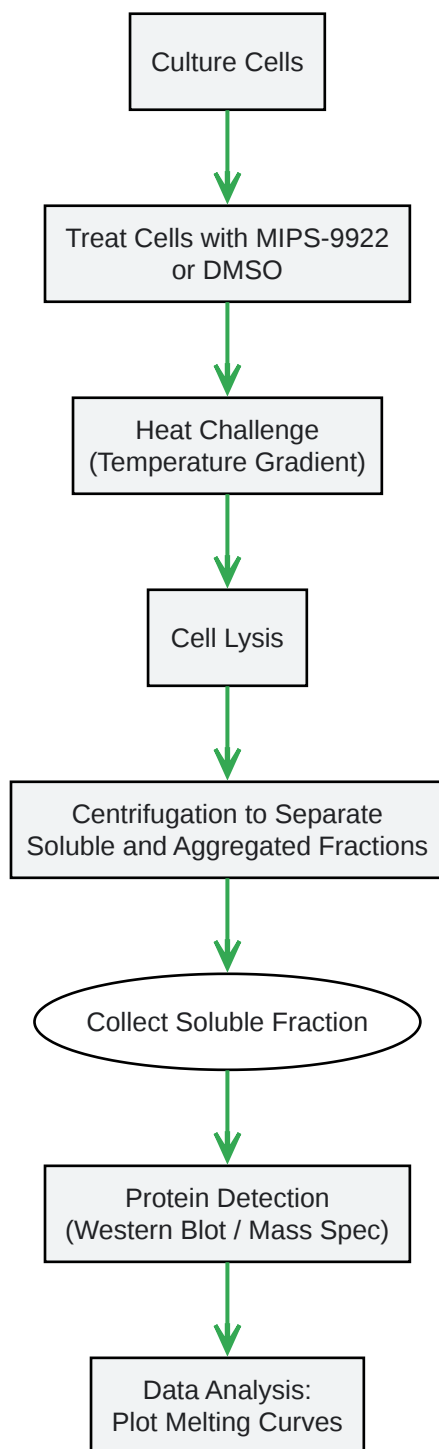 Culture Cells
Treat Cells with MIPS-9922
or DMSO
Heat Challenge
(Temperature Gradient)
Cell Lysis
Centrifugation to Separate
Soluble and Aggregated Fractions
Collect Soluble Fraction
Protein Detection
(Western Blot / Mass Spec)
Data Analysis:
Plot Melting Curves